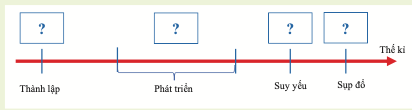 ? ? ? ?
Thế kỉ
Thành lập Phát triển Suy yếu Sụp đổ